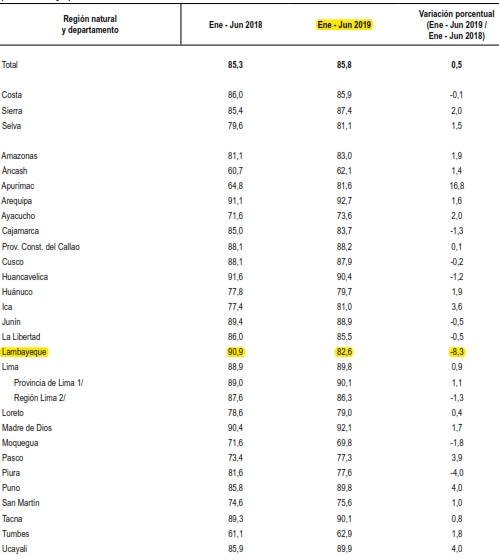 Región natural y departamento Ene - Jun 2018 Ene - Jun 2019 Variación porcentual (Ene - Jun 2019 / Ene - Jun 2018)
Total 85,3 85,8 0,5
Costa 86,0 85,9 -0,1
Sierra 85,4 87,4 2,0
Selva 79,6 81,1 1,5
Amazonas 81,1 83,0 1,9
Áncash 60,7 62,1 1,4
Apurímac 64,8 81,6 16,8
Arequipa 91,1 92,7 1,6
Ayacucho 71,6 73,6 2,0
Cajamarca 85,0 83,7 -1,3
Prov. Const. del Callao 88,1 88,2 0,1
Cusco 88,1 87,9 -0,2
Huancavelica 91,6 90,4 -1,2
Huánuco 77,8 79,7 1,9
Ica 77,4 81,0 3,6
Junín 89,4 88,9 -0,5
La Libertad 86,0 85,5 -0,5
Lambayeque 90,9 82,6 -8,3
Lima 88,9 89,8 0,9
Provincia de Lima 1/ 89,0 90,1 1,1
Región Lima 2/ 87,6 86,3 -1,3
Loreto 78,6 79,0 0,4
Madre de Dios 90,4 92,1 1,7
Moquegua 71,6 69,8 -1,8
Pasco 73,4 77,3 3,9
Piura 81,6 77,6 -4,0
Puno 85,8 89,8 4,0
San Martín 74,6 75,6 1,0
Tacna 89,3 90,1 0,8
Tumbes 61,1 62,9 1,8
Ucayali 85,9 89,9 4,0